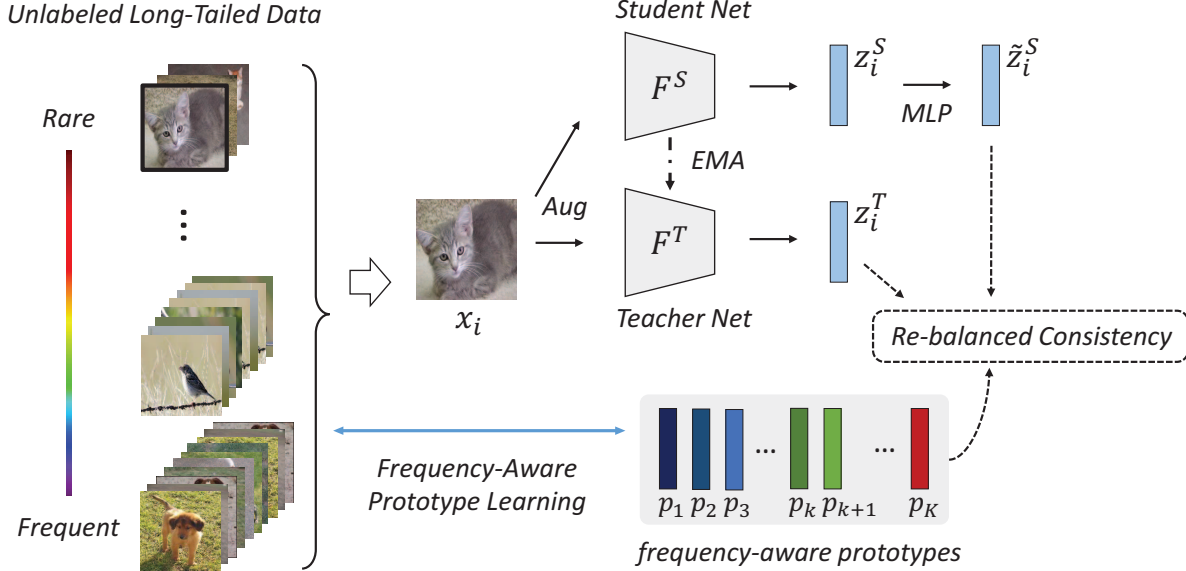 Unlabeled Long-Tailed Data
Student Net
Rare
Frequent
x_i
Aug
F^S
EMA
F^T
Teacher Net
z_i^S
MLP
z̃_i^S
z_i^T
Re-balanced Consistency
Frequency-Aware
Prototype Learning
... ...
p_1 p_2 p_3 p_k p_{k+1} p_K
frequency-aware prototypes